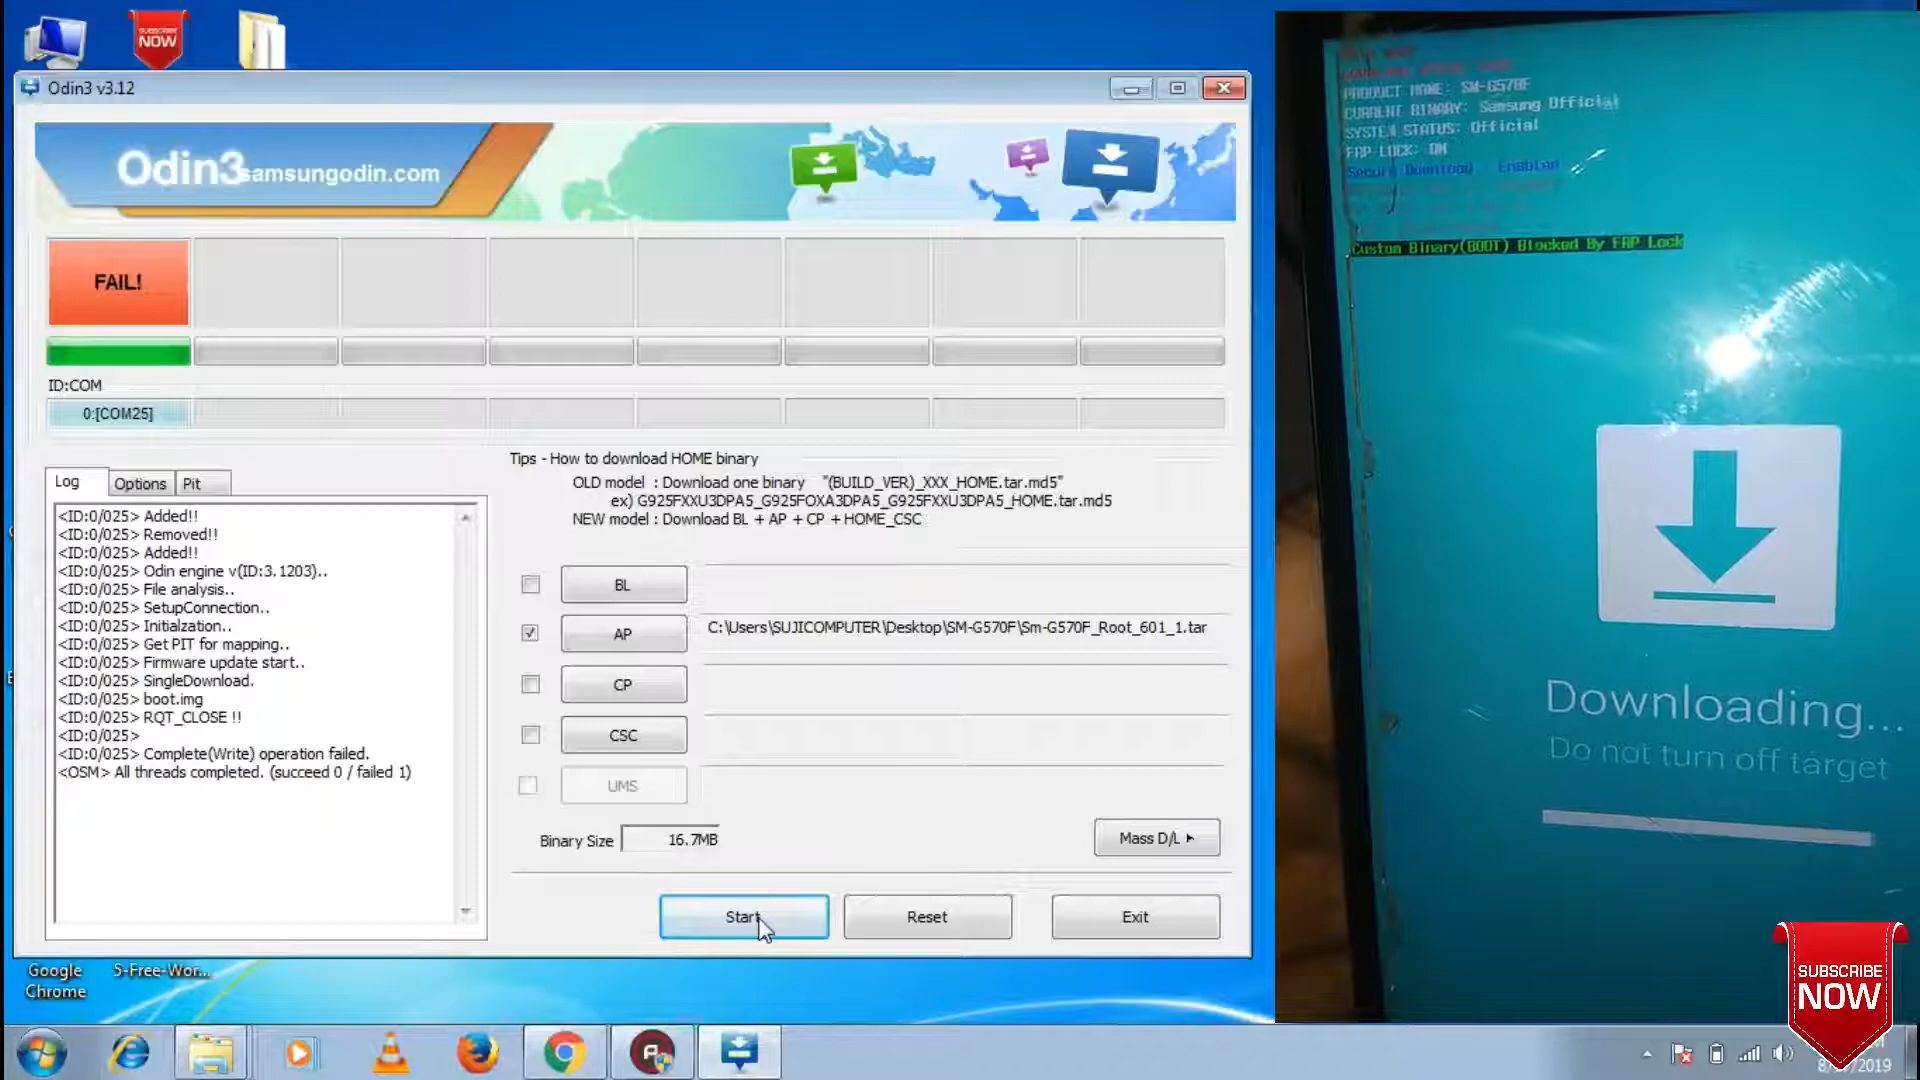 SUBSCRIBE
NOW
Odin3 v3.12
Odin3
samsungodin.com
FAIL!
ID:COM
0:[COM25]
Log
Options
Pit
<ID:0/025> Added!!
<ID:0/025> Removed!!
<ID:0/025> Added!!
<ID:0/025> Odin engine v(ID:3.1203)..
<ID:0/025> File analysis..
<ID:0/025> SetupConnection..
<ID:0/025> Initialzation..
<ID:0/025> Get PIT for mapping..
<ID:0/025> Firmware update start..
<ID:0/025> SingleDownload.
<ID:0/025> boot.img
<ID:0/025> RQT_CLOSE !!
<ID:0/025>
<ID:0/025> Complete(Write) operation failed.
<OSM> All threads completed. (succeed 0 / failed 1)
Tips - How to download HOME binary
OLD model : Download one binary "(BUILD_VER)_XXX_HOME.tar.md5"
ex) G925FXXU3DPA5_G925FOXA3DPA5_G925FXXU3DPA5_HOME.tar.md5
NEW model : Download BL + AP + CP + HOME_CSC
BL
AP
C:\Users\SUJICOMPUTER\Desktop\SM-G570F\Sm-G570F_Root_601_1.tar
CP
CSC
UMS
Binary Size
16.7MB
Mass D/L
Start
Reset
Exit
Google
Chrome
5-Free-Wor...
PRODUCT NAME: SM-G570F
CURRENT BINARY: Samsung Official
SYSTEM STATUS: Official
FRP LOCK: ON
Secure Download
Custom Binary(BOOT) Blocked By FRP Lock
Downloading...
Do not turn off target
SUBSCRIBE
NOW